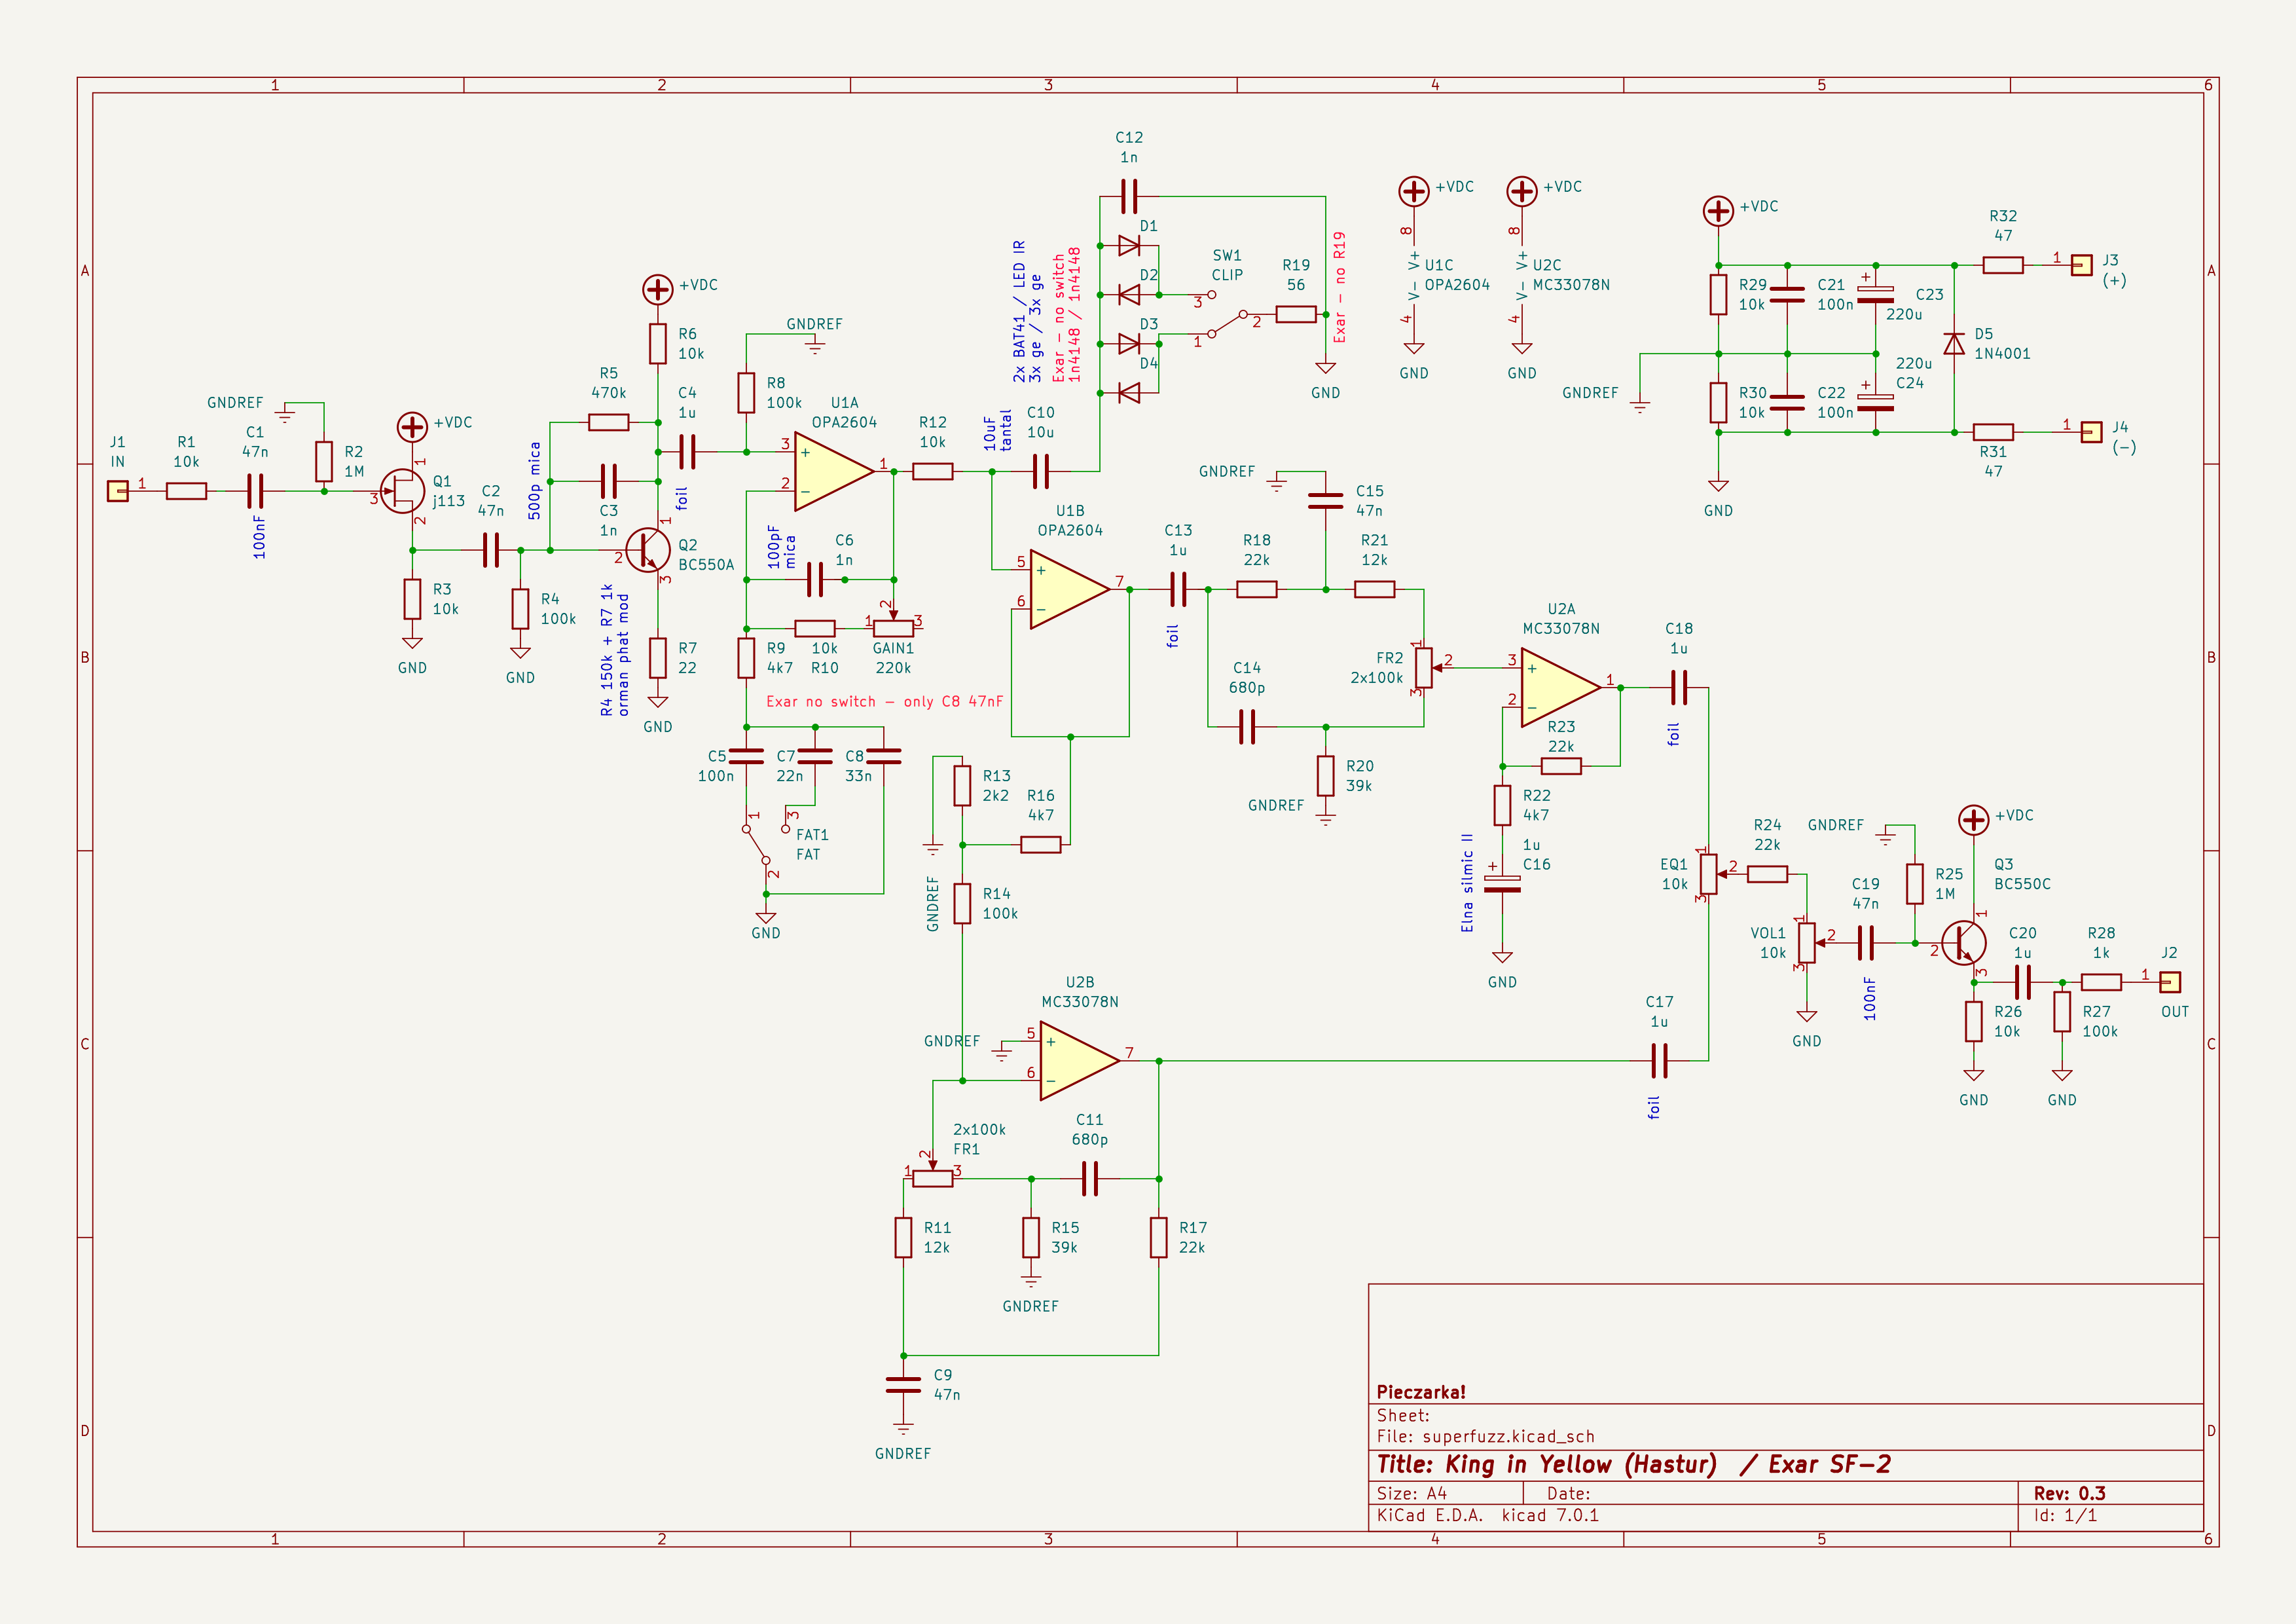 1 2 3 4 5 6
A
B
C
D
A
B
C
D
1 2 3 4 5 6
J1
IN
1
R1
10k
C1
47n
100nF
GNDREF
R2
1M
+VDC
Q1
j113
1
2
3
R3
10k
GND
C2
47n
R4
100k
GND
500p mica
R5
470k
C3
1n
+VDC
R6
10k
C4
1u
foil
Q2
BC550A
1
2
3
R7
22
GND
R4 150k + R7 1k
orman phat mod
GNDREF
R8
100k
U1A
OPA2604
3
2
1
+
−
100pF
mica
C6
1n
10k
R10
GAIN1
220k
1
2
3
R9
4k7
Exar no switch - only C8 47nF
C5
100n
C7
22n
C8
33n
1
3
2
FAT1
FAT
GND
R12
10k
10uF
tantal
C10
10u
2x BAT41 / LED IR
3x ge / 3x ge
Exar - no switch
1n4148 / 1n4148
C12
1n
D1
D2
D3
D4
SW1
CLIP
3
1
2
R19
56
Exar - no R19
GND
U1B
OPA2604
5
6
7
+
−
C13
1u
foil
R18
22k
GNDREF
C15
47n
R21
12k
C14
680p
R20
39k
GNDREF
FR2
2x100k
1
2
3
U2A
MC33078N
3
2
1
+
−
R23
22k
R22
4k7
1u
C16
+
Elna silmic II
GND
C18
1u
foil
EQ1
10k
1
2
3
R24
22k
VOL1
10k
1
2
3
GND
C19
47n
100nF
GNDREF
R25
1M
+VDC
Q3
BC550C
1
2
3
R26
10k
GND
C20
1u
R27
100k
GND
R28
1k
J2
1
OUT
R13
2k2
GNDREF
R16
4k7
R14
100k
U2B
MC33078N
GNDREF
5
6
7
+
−
2x100k
FR1
1
2
3
C11
680p
R11
12k
R15
39k
GNDREF
R17
22k
C9
47n
GNDREF
C17
1u
foil
+VDC
8
V+
U1C
OPA2604
V−
4
GND
+VDC
8
V+
U2C
MC33078N
V−
4
GND
+VDC
R29
10k
C21
100n
+
C23
220u
GNDREF
R30
10k
C22
100n
220u
C24
+
D5
1N4001
R32
47
J3
(+)
1
R31
47
J4
(−)
1
GND
Pieczarka!
Sheet:
File: superfuzz.kicad_sch
Title: King in Yellow (Hastur) / Exar SF-2
Size: A4 Date: Rev: 0.3
KiCad E.D.A. kicad 7.0.1 Id: 1/1